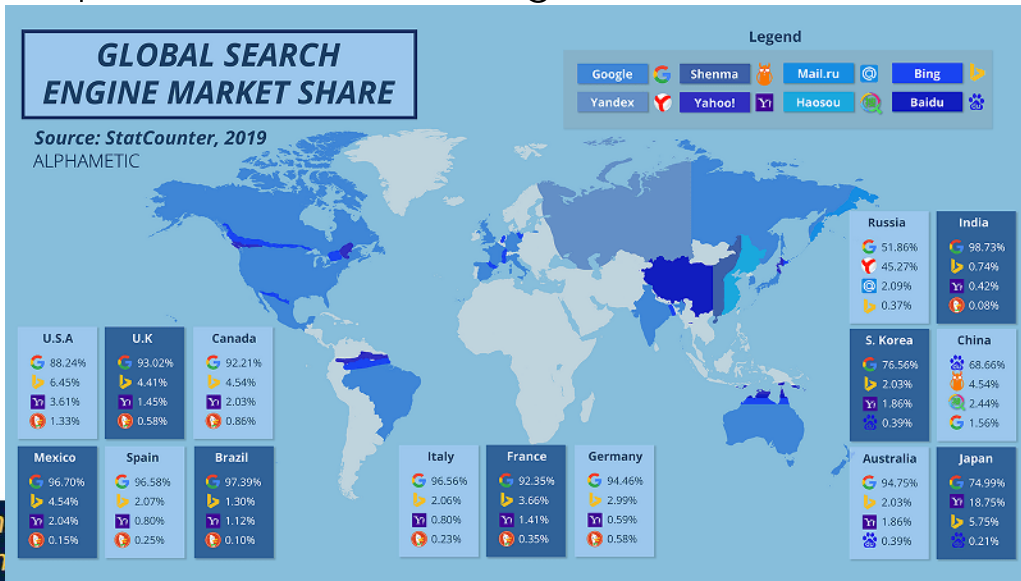 GLOBAL SEARCH
ENGINE MARKET SHARE
Source: StatCounter, 2019
ALPHAMETIC
Legend
Google Shenma Mail.ru Bing
Yandex Yahoo! Haosou Baidu
Russia
51.86%
45.27%
2.09%
0.37%
India
98.73%
0.74%
0.42%
0.08%
U.S.A
88.24%
6.45%
3.61%
1.33%
U.K
93.02%
4.41%
1.45%
0.58%
Canada
92.21%
4.54%
2.03%
0.86%
S. Korea
76.56%
2.03%
1.86%
0.39%
China
68.66%
4.54%
2.44%
1.56%
Mexico
96.70%
4.54%
2.04%
0.15%
Spain
96.58%
2.07%
0.80%
0.25%
Brazil
97.39%
1.30%
1.12%
0.10%
Italy
96.56%
2.06%
0.80%
0.23%
France
92.35%
3.66%
1.41%
0.35%
Germany
94.46%
2.99%
0.59%
0.58%
Australia
94.75%
2.03%
1.86%
0.39%
Japan
74.99%
18.75%
5.75%
0.21%